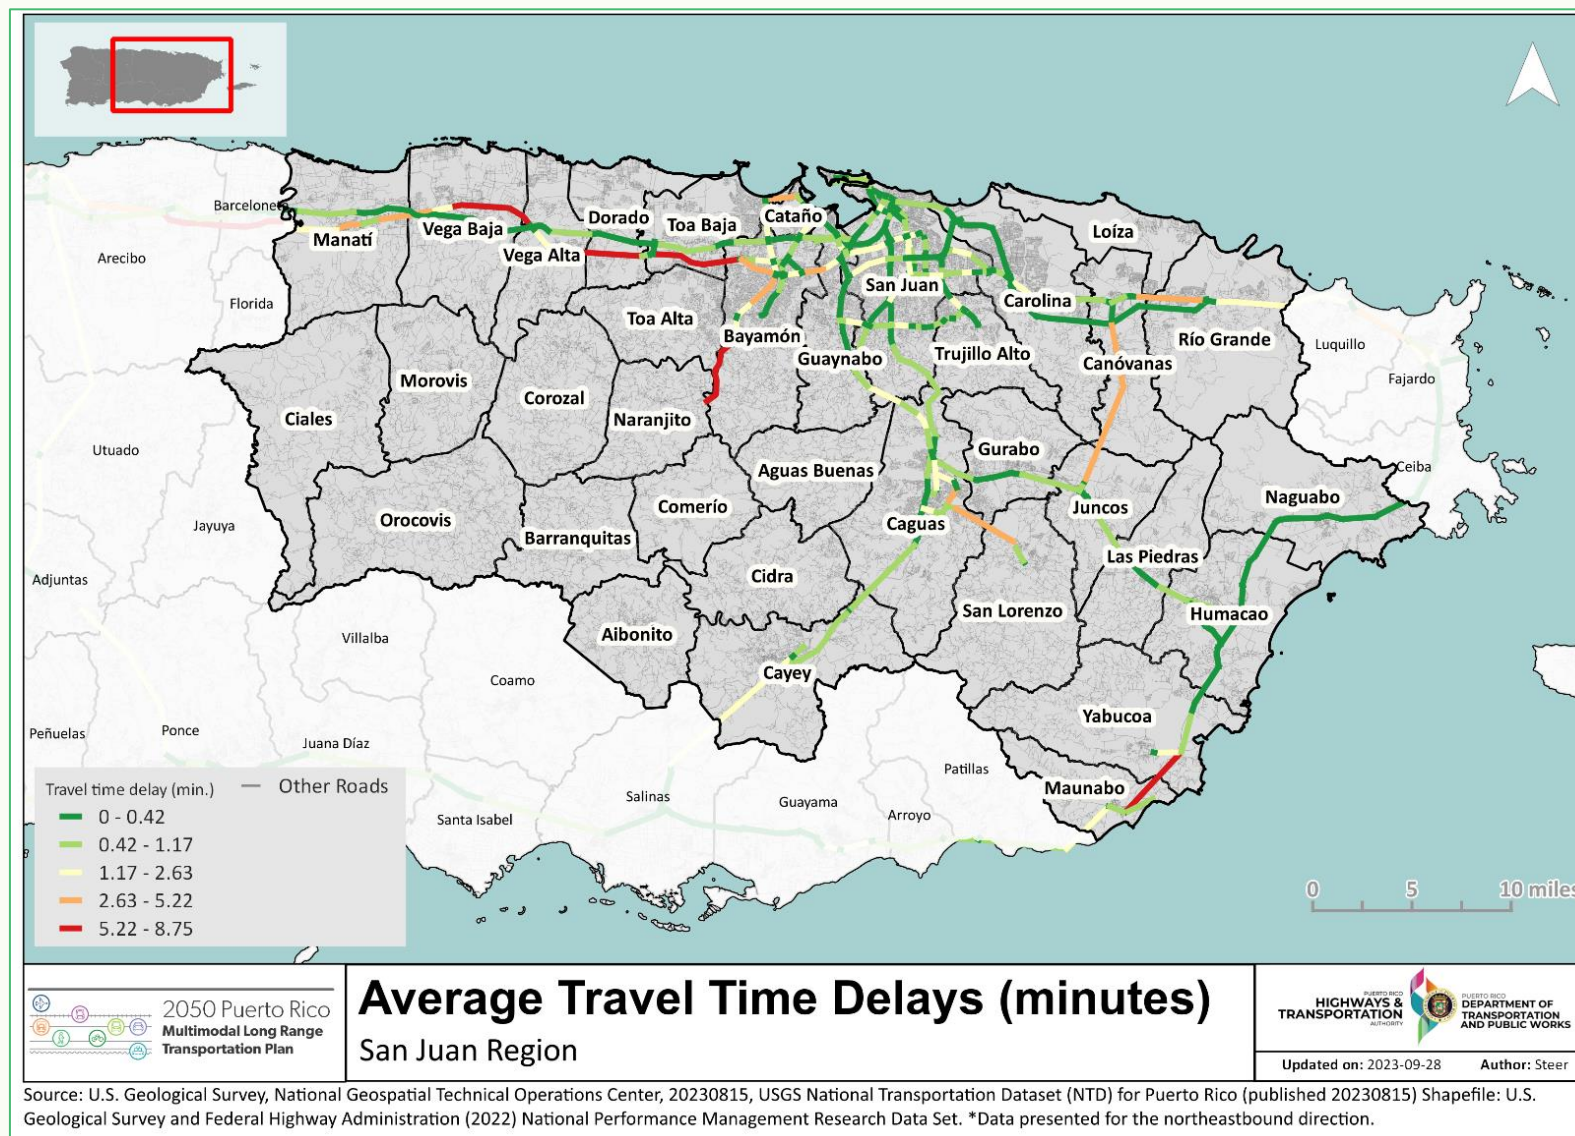 Barceloneta
Manatí
Vega Baja
Vega Alta
Dorado
Toa Baja
Cataño
Loíza
Arecibo
Florida
San Juan
Carolina
Toa Alta
Bayamón
Guaynabo
Trujillo Alto
Canóvanas
Río Grande
Luquillo
Fajardo
Morovis
Ciales
Corozal
Naranjito
Utuado
Gurabo
Aguas Buenas
Ceiba
Naguabo
Jayuya
Orocovis
Comerío
Barranquitas
Caguas
Juncos
Las Piedras
Adjuntas
Cidra
San Lorenzo
Humacao
Villalba
Aibonito
Coamo
Cayey
Yabucoa
Peñuelas
Ponce
Juana Díaz
Patillas
Maunabo
Salinas
Guayama
Arroyo
Santa Isabel
Travel time delay (min.)
Other Roads
0 - 0.42
0.42 - 1.17
1.17 - 2.63
2.63 - 5.22
5.22 - 8.75
0 5 10 miles
2050 Puerto Rico
Multimodal Long Range
Transportation Plan
Average Travel Time Delays (minutes)
San Juan Region
PUERTO RICO
HIGHWAYS &
TRANSPORTATION
AUTHORITY
PUERTO RICO
DEPARTMENT OF
TRANSPORTATION
AND PUBLIC WORKS
Updated on: 2023-09-28 Author: Steer
Source: U.S. Geological Survey, National Geospatial Technical Operations Center, 20230815, USGS National Transportation Dataset (NTD) for Puerto Rico (published 20230815) Shapefile: U.S.
Geological Survey and Federal Highway Administration (2022) National Performance Management Research Data Set. *Data presented for the northeastbound direction.